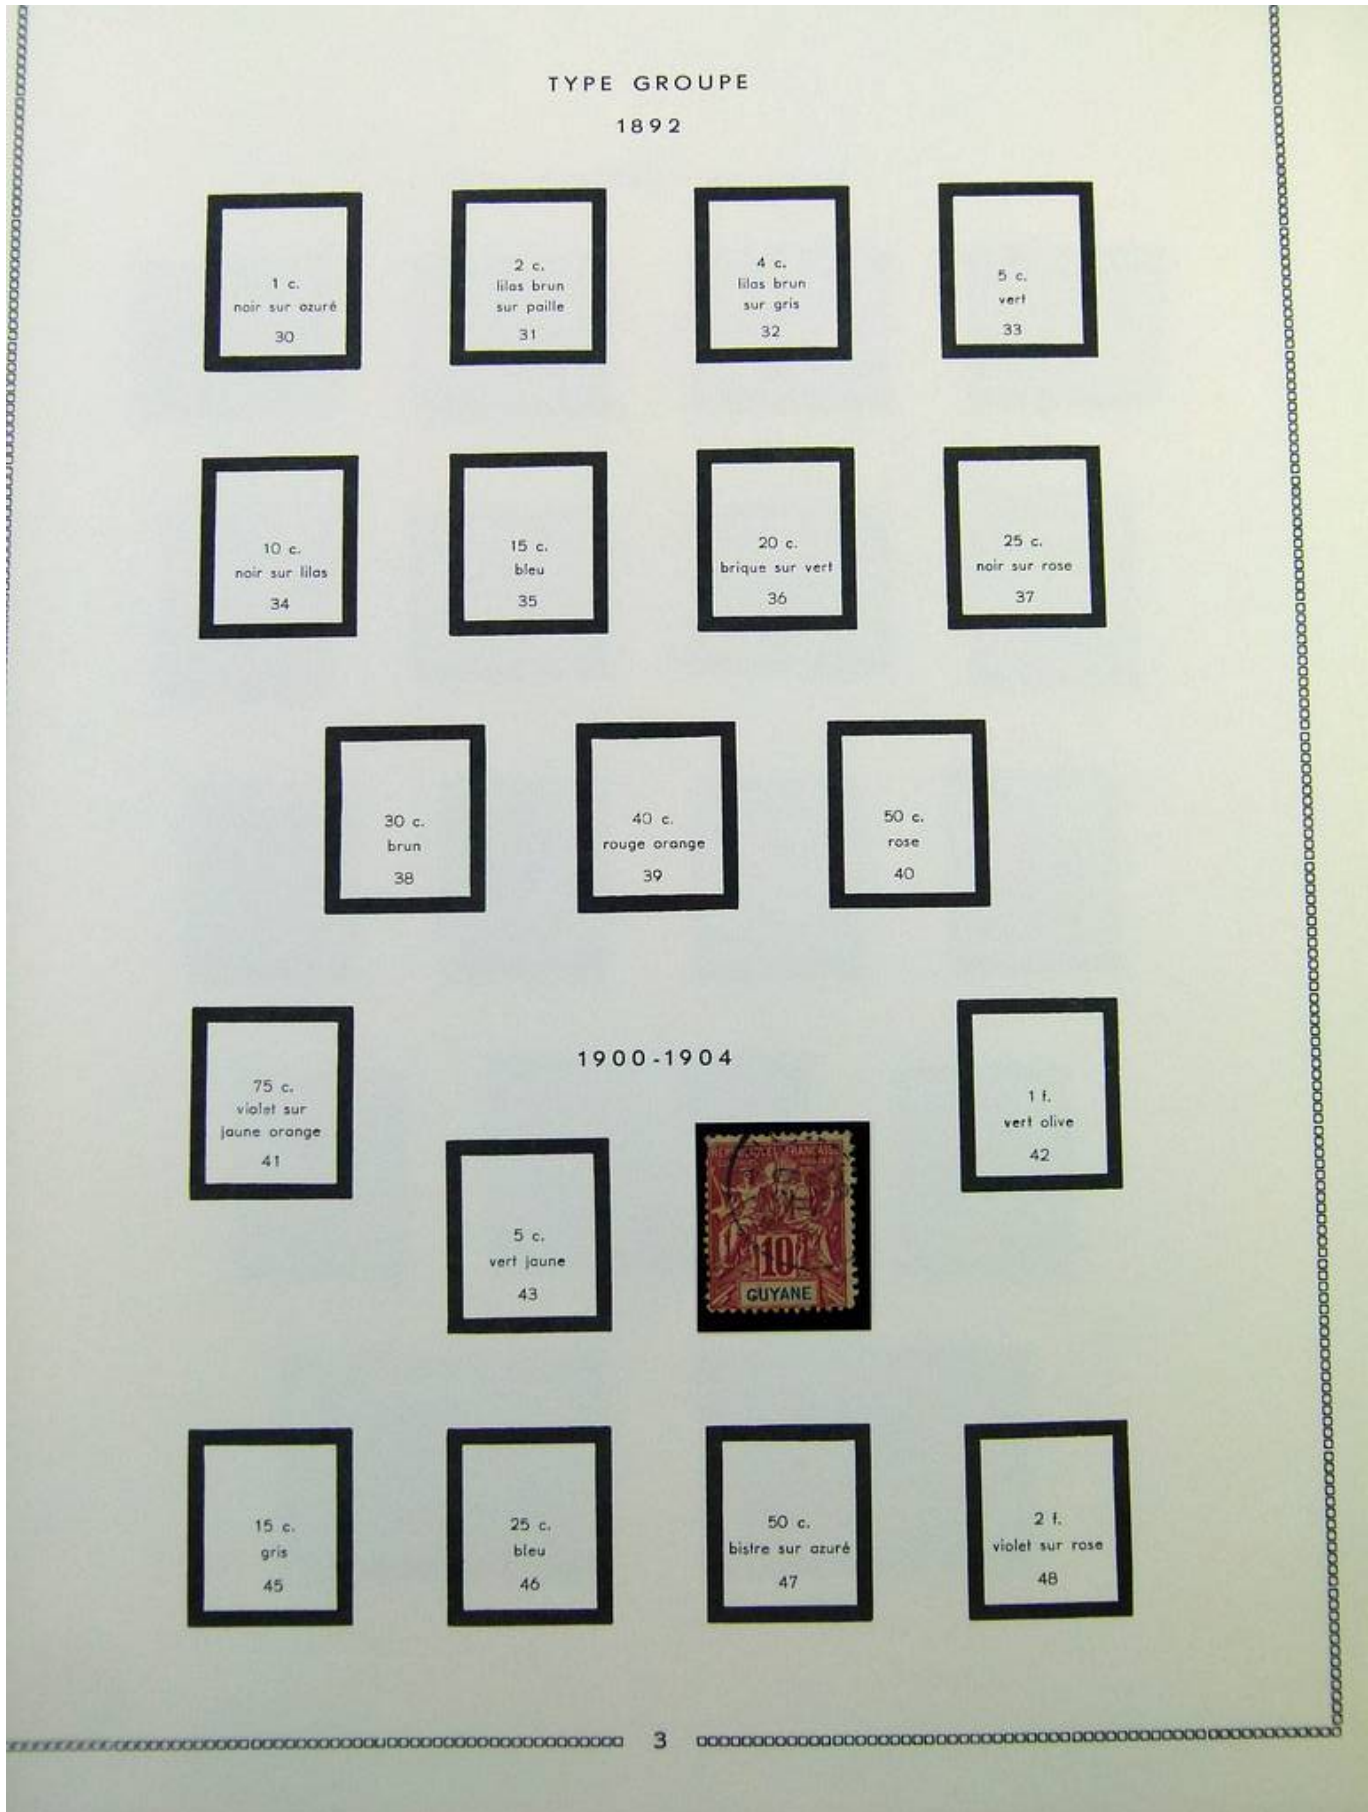 TYPE GROUPE
1892
1 c.
noir sur azuré
30
2 c.
lilas brun
sur paille
31
4 c.
lilas brun
sur gris
32
5 c.
vert
33
10 c.
noir sur lilas
34
15 c.
bleu
35
20 c.
brique sur vert
36
25 c.
noir sur rose
37
30 c.
brun
38
40 c.
rouge orange
39
50 c.
rose
40
75 c.
violet sur
jaune orange
41
1900-1904
1 f.
vert olive
42
5 c.
vert jaune
43
REPUBLIQUE FRANCAISE
10
GUYANE
15 c.
gris
45
25 c.
bleu
46
50 c.
bistre sur azuré
47
2 f.
violet sur rose
48
3